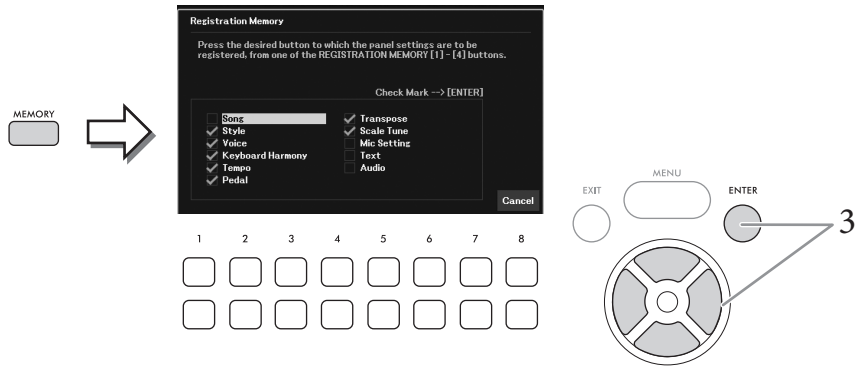 Registration Memory
Press the desired button to which the panel settings are to be
registered, from one of the REGISTRATION MEMORY [1] - [4] buttons.
Check Mark --> [ENTER]
MEMORY
Song
Style
Voice
Keyboard Harmony
Tempo
Pedal
Transpose
Scale Tune
Mic Setting
Text
Audio
Cancel
EXIT
MENU
ENTER
3
1 2 3 4 5 6 7 8